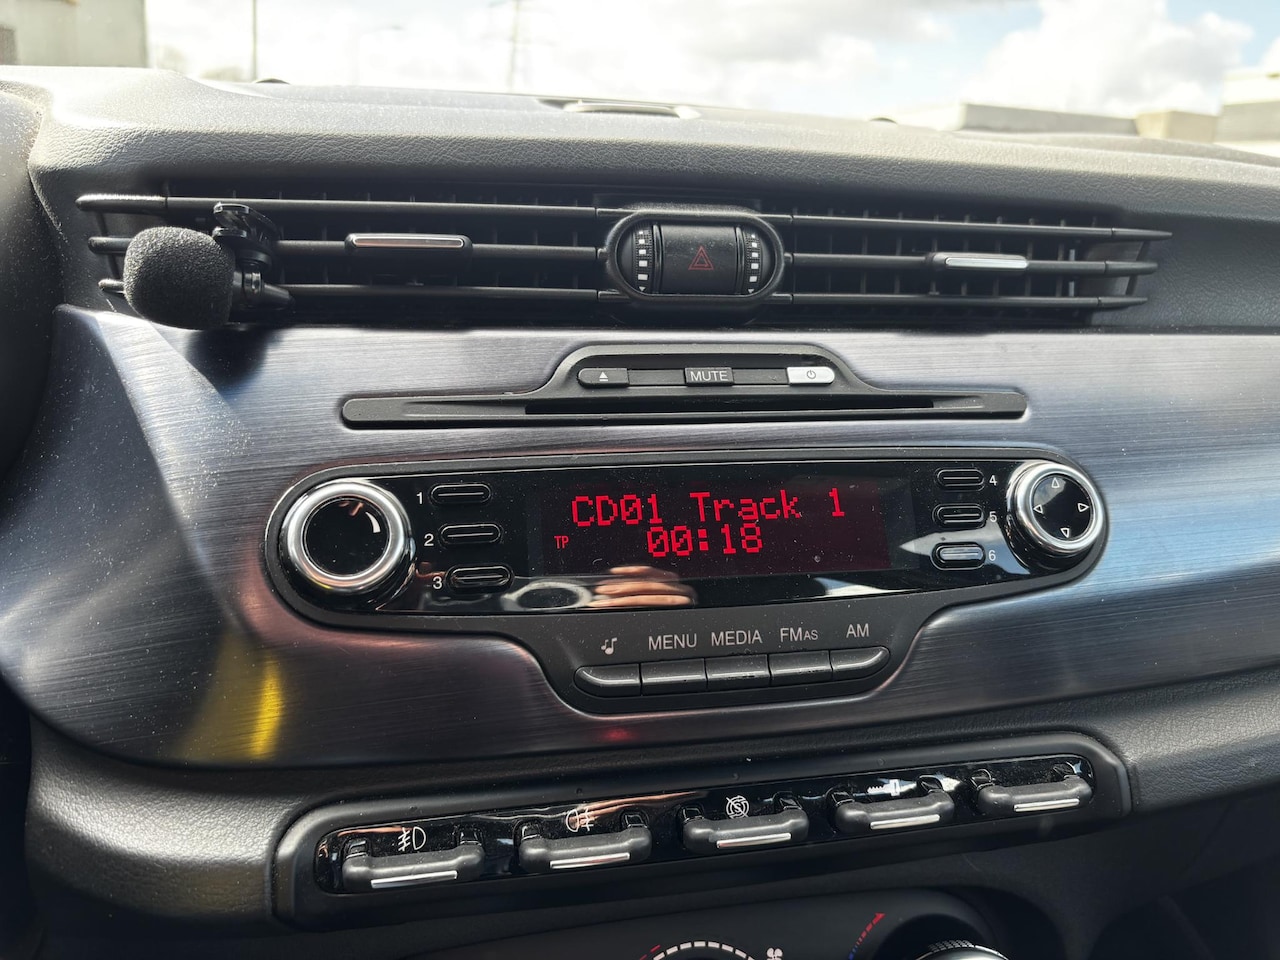 MUTE
1
2
3
CD01 Track 1
TP 00:18
4
5
6
MENU MEDIA FMAS AM